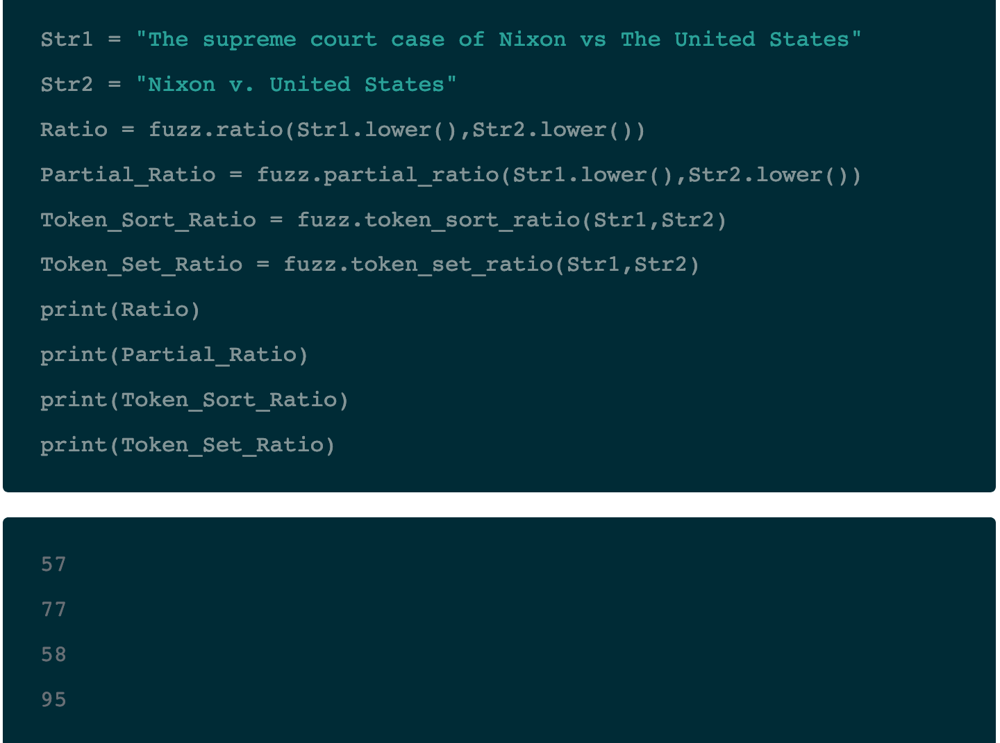 Str1 = "The supreme court case of Nixon vs The United States"
Str2 = "Nixon v. United States"
Ratio = fuzz.ratio(Str1.lower(),Str2.lower())
Partial_Ratio = fuzz.partial_ratio(Str1.lower(),Str2.lower())
Token_Sort_Ratio = fuzz.token_sort_ratio(Str1,Str2)
Token_Set_Ratio = fuzz.token_set_ratio(Str1,Str2)
print(Ratio)
print(Partial_Ratio)
print(Token_Sort_Ratio)
print(Token_Set_Ratio)
57
77
58
95